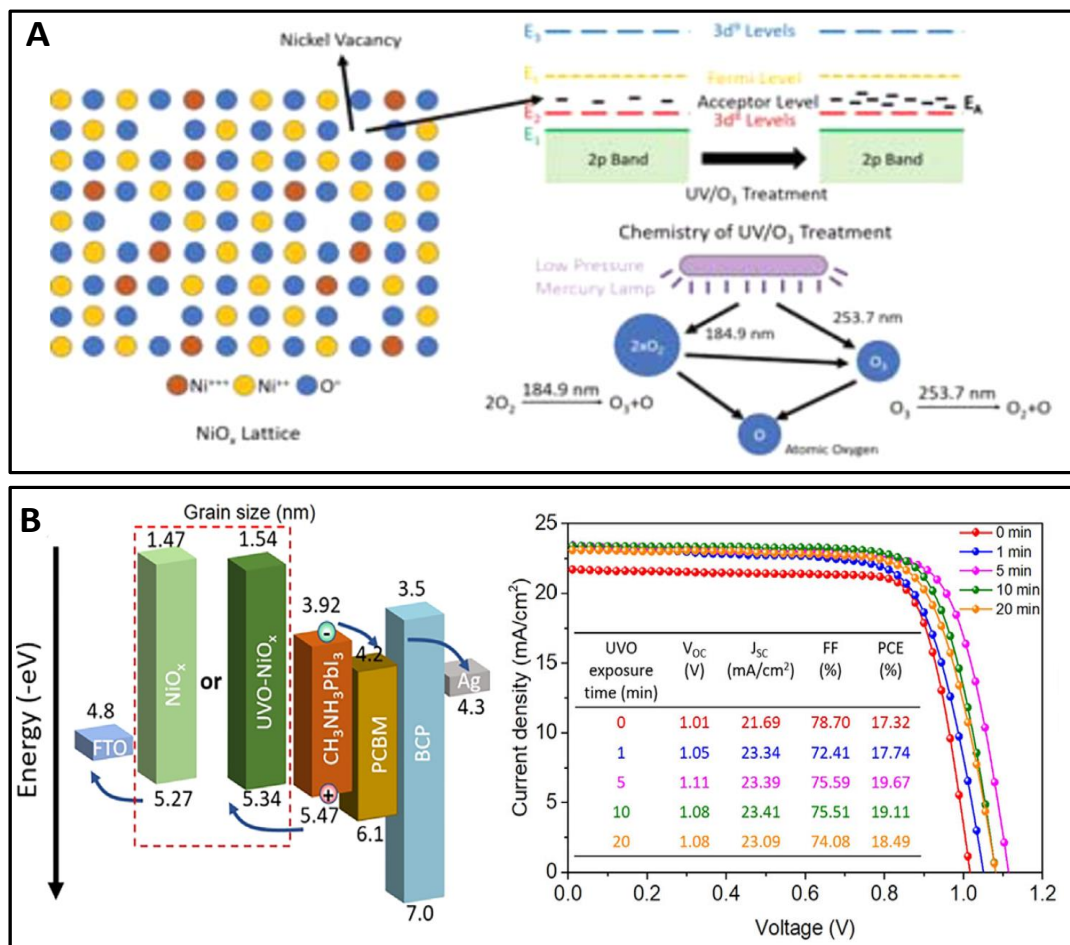 A
Nickel Vacancy
Ni+++ Ni++ O=
NiOx Lattice
E3 3d9 Levels
Fermi-Level
Acceptor Level EA
E2 3d8 Levels
E1
2p Band 2p Band
UV/O3 Treatment
Chemistry of UV/O3 Treatment
Low Pressure
Mercury Lamp
184.9 nm
253.7 nm
2xO2
O3
2O2 184.9 nm O3+O
O3 253.7 nm O2+O
O
Atomic Oxygen
B
Energy (-eV)
Grain size (nm)
1.47
1.54
NiOx
or
UVO-NiOx
4.8
FTO
5.27
5.34
3.92
-
CH3NH3PbI3
+
5.47
4.2
PCBM
6.1
3.5
BCP
7.0
Ag
4.3
Current density (mA/cm2)
25
20
15
10
5
0
0.0 0.2 0.4 0.6 0.8 1.0 1.2
Voltage (V)
0 min
1 min
5 min
10 min
20 min
UVO VOC JSC FF PCE
exposure (V) (mA/cm2) (%) (%)
time (min)
0 1.01 21.69 78.70 17.32
1 1.05 23.34 72.41 17.74
5 1.11 23.39 75.59 19.67
10 1.08 23.41 75.51 19.11
20 1.08 23.09 74.08 18.49